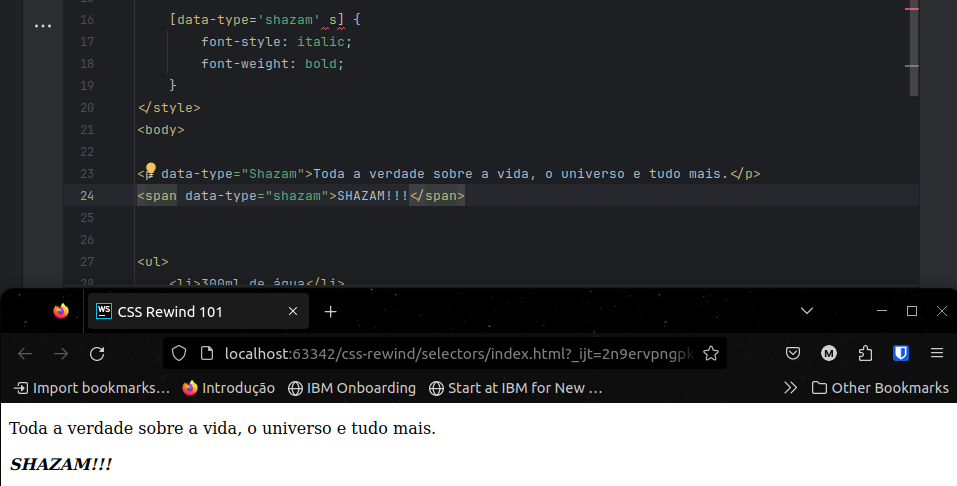 16 [data-type='shazam' s] {
17 font-style: italic;
18 font-weight: bold;
19 }
20 </style>
21 <body>
22
23 data-type="Shazam">Toda a verdade sobre a vida, o universo e tudo mais.</p>
24 <span data-type="shazam">SHAZAM!!!</span>
25
26
27 <ul>
28 <li>300ml de água</li>
WS CSS Rewind 101
localhost:63342/css-rewind/selectors/index.html?_ijt=2n9ervpngpk
M
Import bookmarks... Introdução IBM Onboarding Start at IBM for New ... Other Bookmarks
Toda a verdade sobre a vida, o universo e tudo mais.
SHAZAM!!!